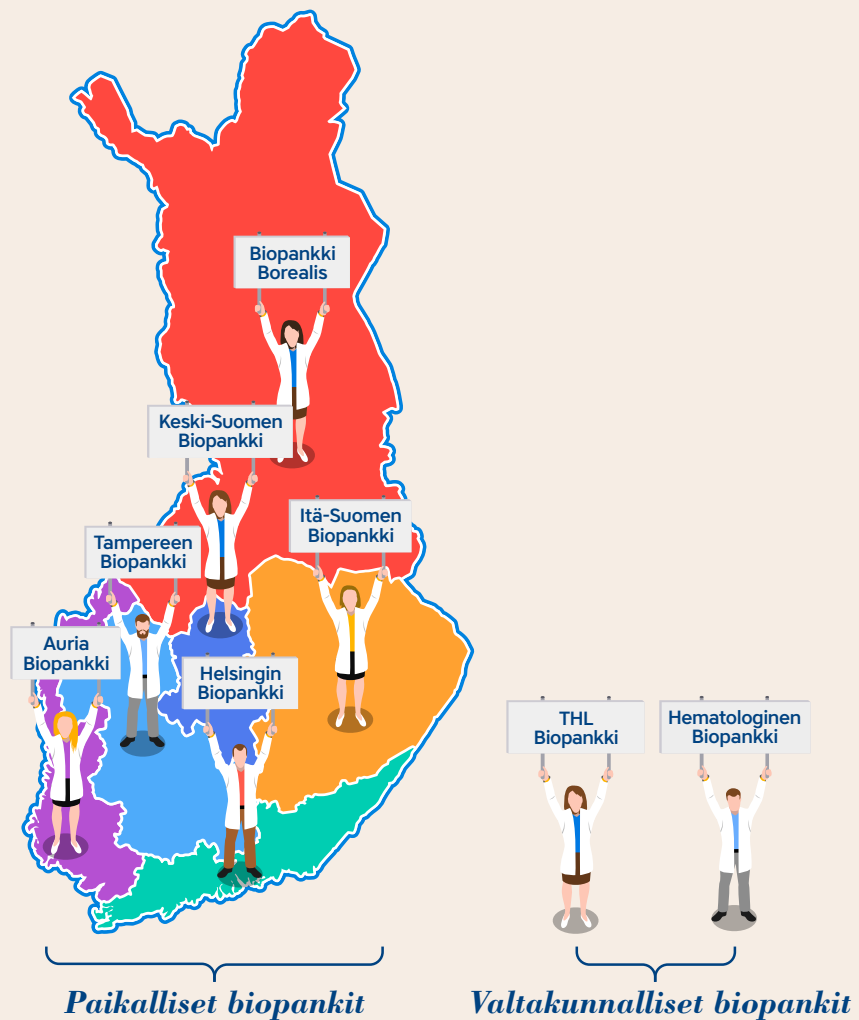 Biopankki
Borealis
Keski-Suomen
Biopankki
Itä-Suomen
Biopankki
Tampereen
Biopankki
Auria
Biopankki
Helsingin
Biopankki
THL
Biopankki
Hematologinen
Biopankki
Paikalliset biopankit
Valtakunnalliset biopankit